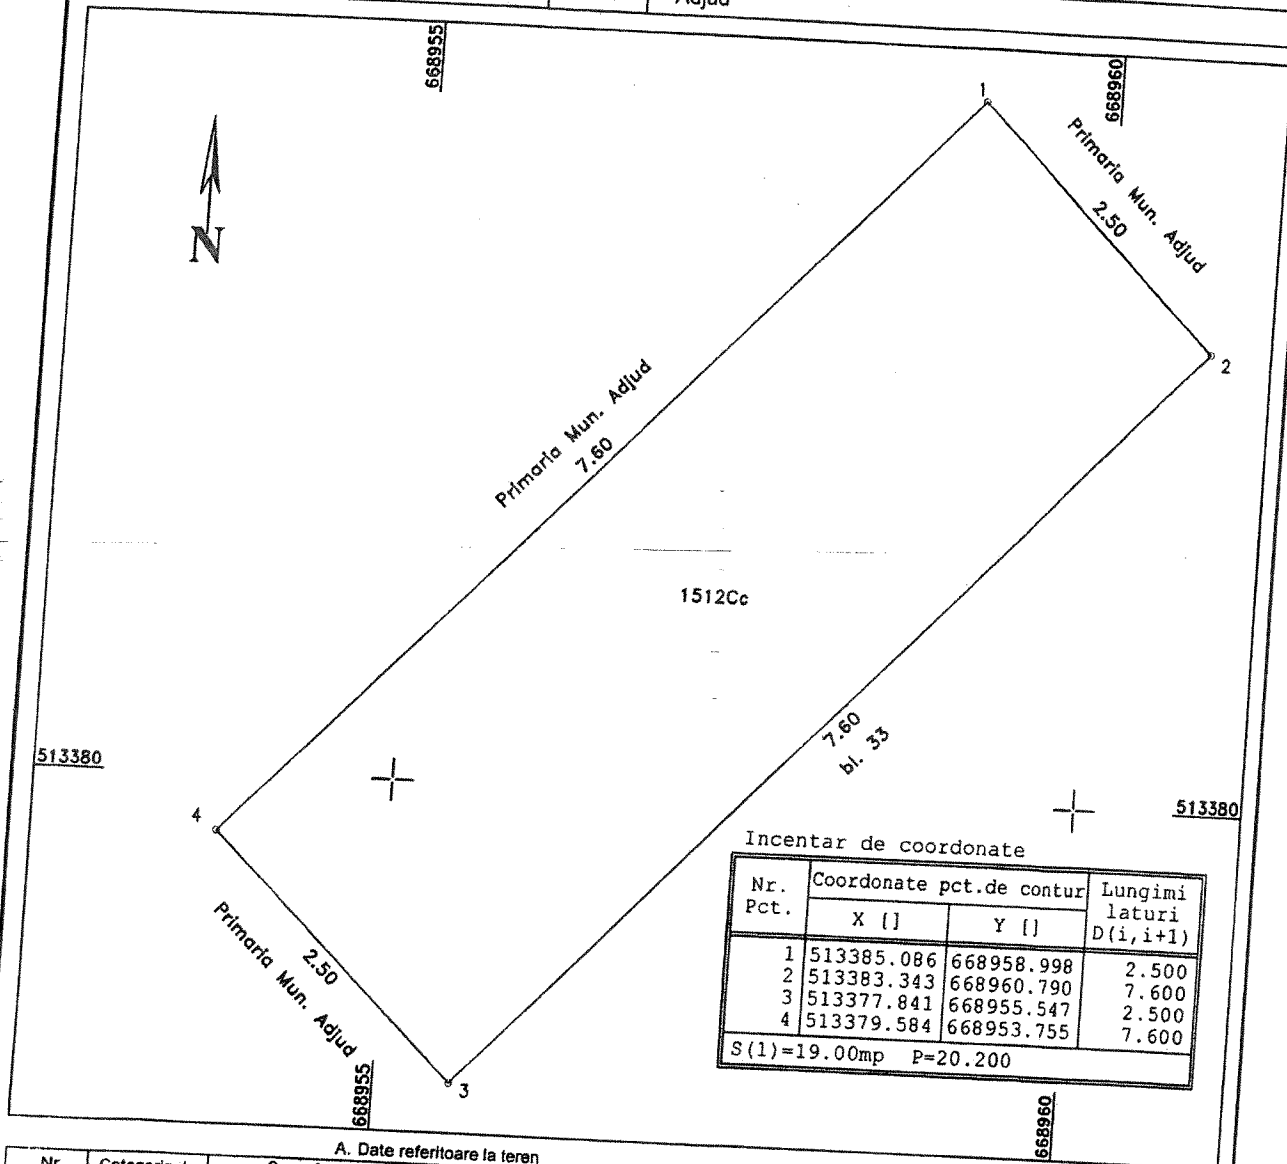 Adjud
668955
668960
1
Primaria Mun. Adjud
2.50
N
2
Primaria Mun. Adjud
7.60
1512Cc
7.60
bl. 33
513380
513380
4
Primaria Mun. Adjud
2.50
3
668955
668960
Incentar de coordonate
Nr. Pct. Coordonate pct.de contur Lungimi laturi D(i,i+1)
X [] Y []
1 513385.086 668958.998 2.500
2 513383.343 668960.790 7.600
3 513377.841 668955.547 2.500
4 513379.584 668953.755 7.600
S(1)=19.00mp P=20.200
A. Date referitoare la teren
Nr